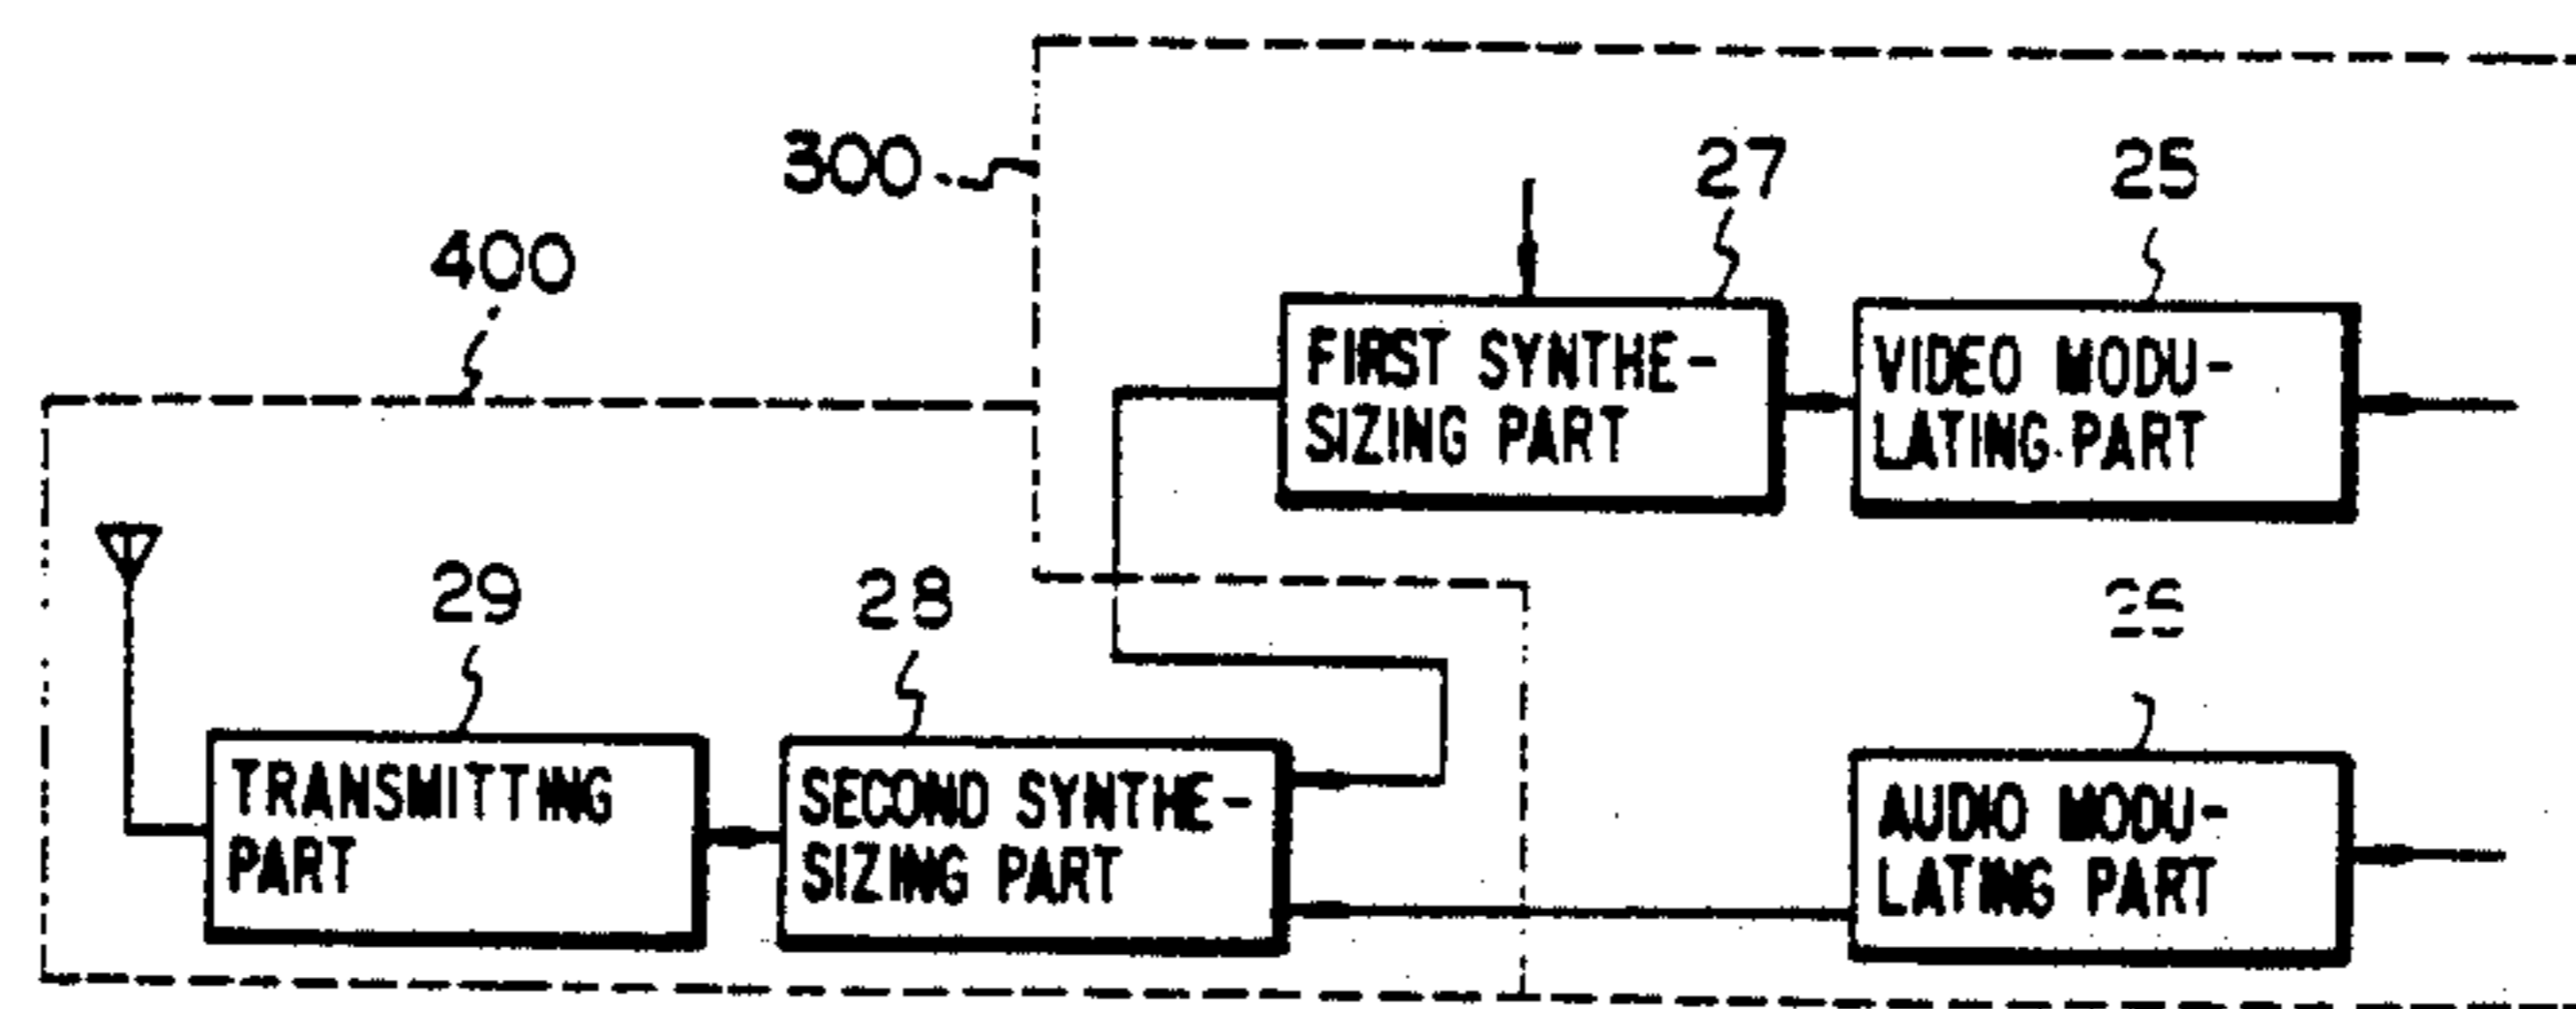 300
27
25
400
FIRST SYNTHE-
SIZING PART
VIDEO MODU-
LATING PART
29
28
26
TRANSMITTING
PART
SECOND SYNTHE-
SIZING PART
AUDIO MODU-
LATING PART